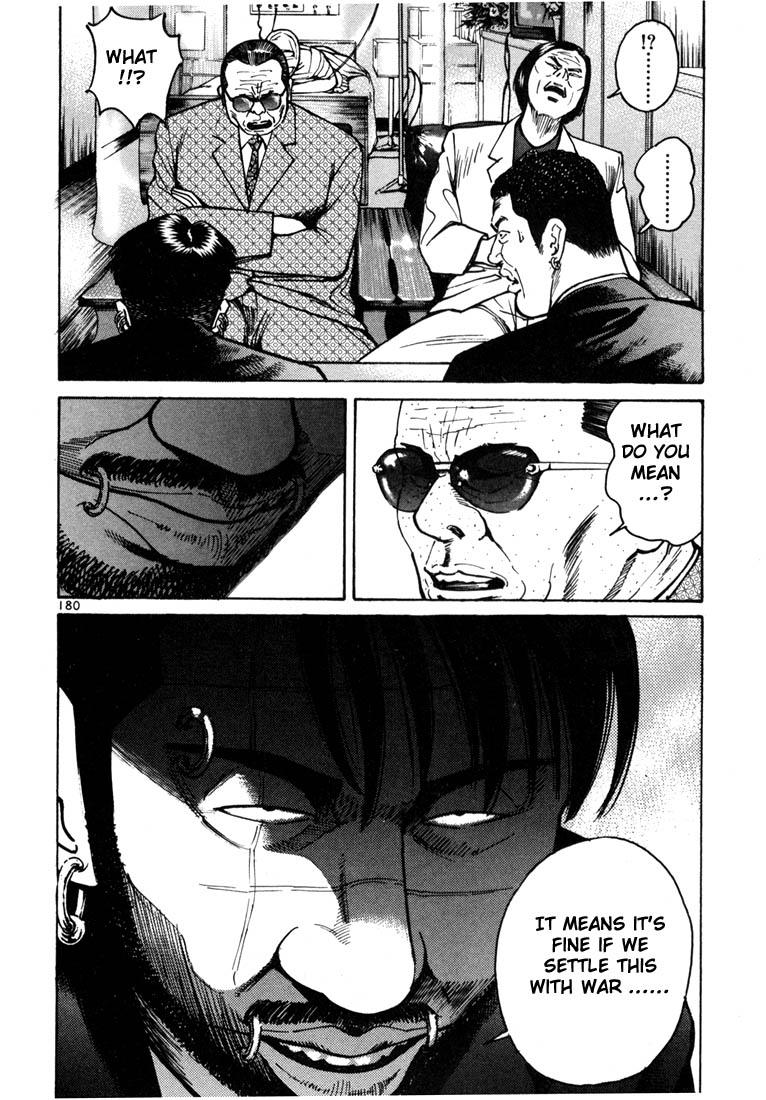 WHAT
!!?
!?
.........
.........
WHAT
DO YOU
MEAN
...?
180
IT MEANS IT'S
FINE IF WE
SETTLE THIS
WITH WAR ......